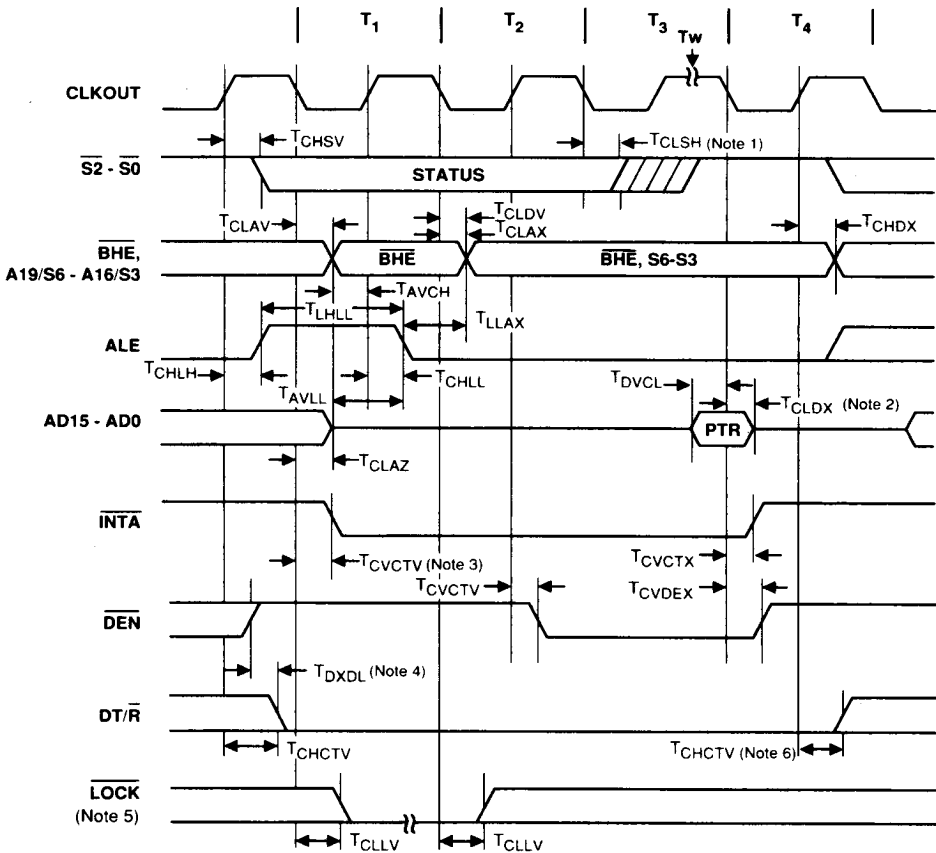 T1 T2 T3 T4
TW
CLKOUT
TCHSV
TCLSH (Note 1)
S2 - S0
STATUS
TCLAV
TCLDV
TCLAX
TCHDX
BHE,
A19/S6 - A16/S3
BHE
BHE, S6-S3
TAVCH
TLHLL
TLLAX
ALE
TCHLH
TCHLL
TAVLL
TDVCL
TCLDX (Note 2)
AD15 - AD0
PTR
TCLAZ
INTA
TCVCTV (Note 3)
TCVCTV
TCVCTX
TCVDEX
DEN
TDXDL (Note 4)
DT/R
TCHCTV
TCHCTV (Note 6)
LOCK
(Note 5)
TCLLV
TCLLV